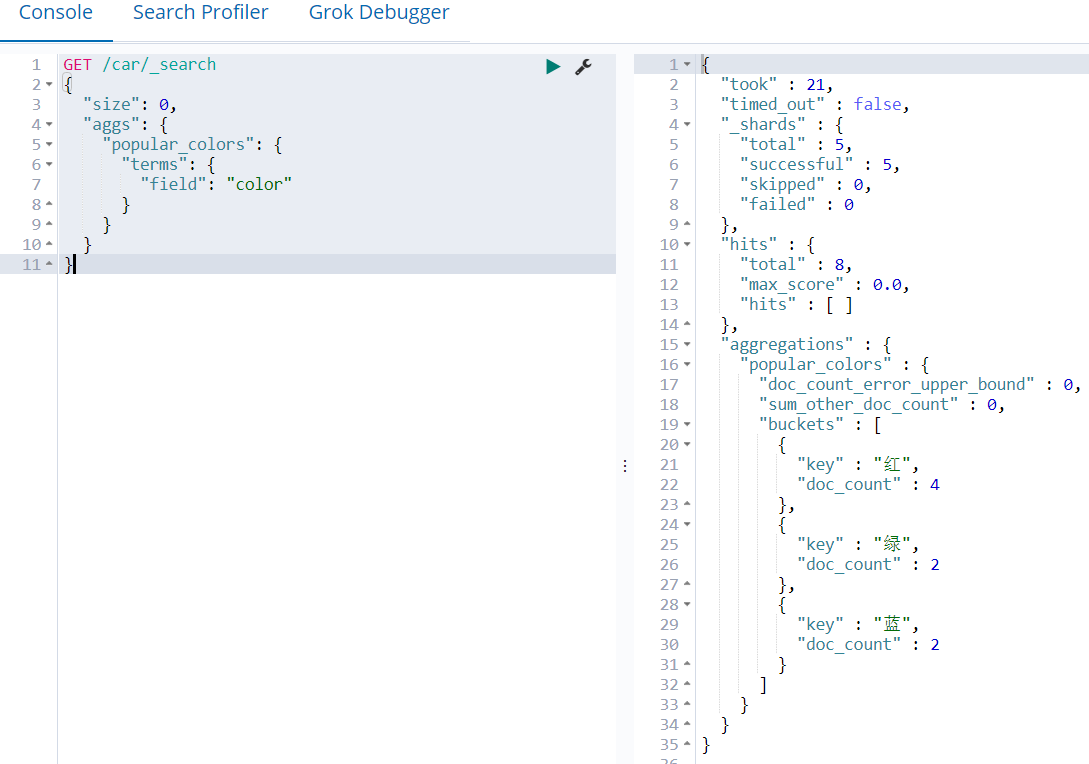 Console Search Profiler Grok Debugger
1 GET /car/_search
2 {
3 "size": 0,
4 "aggs": {
5 "popular_colors": {
6 "terms": {
7 "field": "color"
8 }
9 }
10 }
11 }
1 {
2 "took" : 21,
3 "timed_out" : false,
4 "_shards" : {
5 "total" : 5,
6 "successful" : 5,
7 "skipped" : 0,
8 "failed" : 0
9 },
10 "hits" : {
11 "total" : 8,
12 "max_score" : 0.0,
13 "hits" : [ ]
14 },
15 "aggregations" : {
16 "popular_colors" : {
17 "doc_count_error_upper_bound" : 0,
18 "sum_other_doc_count" : 0,
19 "buckets" : [
20 {
21 "key" : "红",
22 "doc_count" : 4
23 },
24 {
25 "key" : "绿",
26 "doc_count" : 2
27 },
28 {
29 "key" : "蓝",
30 "doc_count" : 2
31 }
32 ]
33 }
34 }
35 }
36